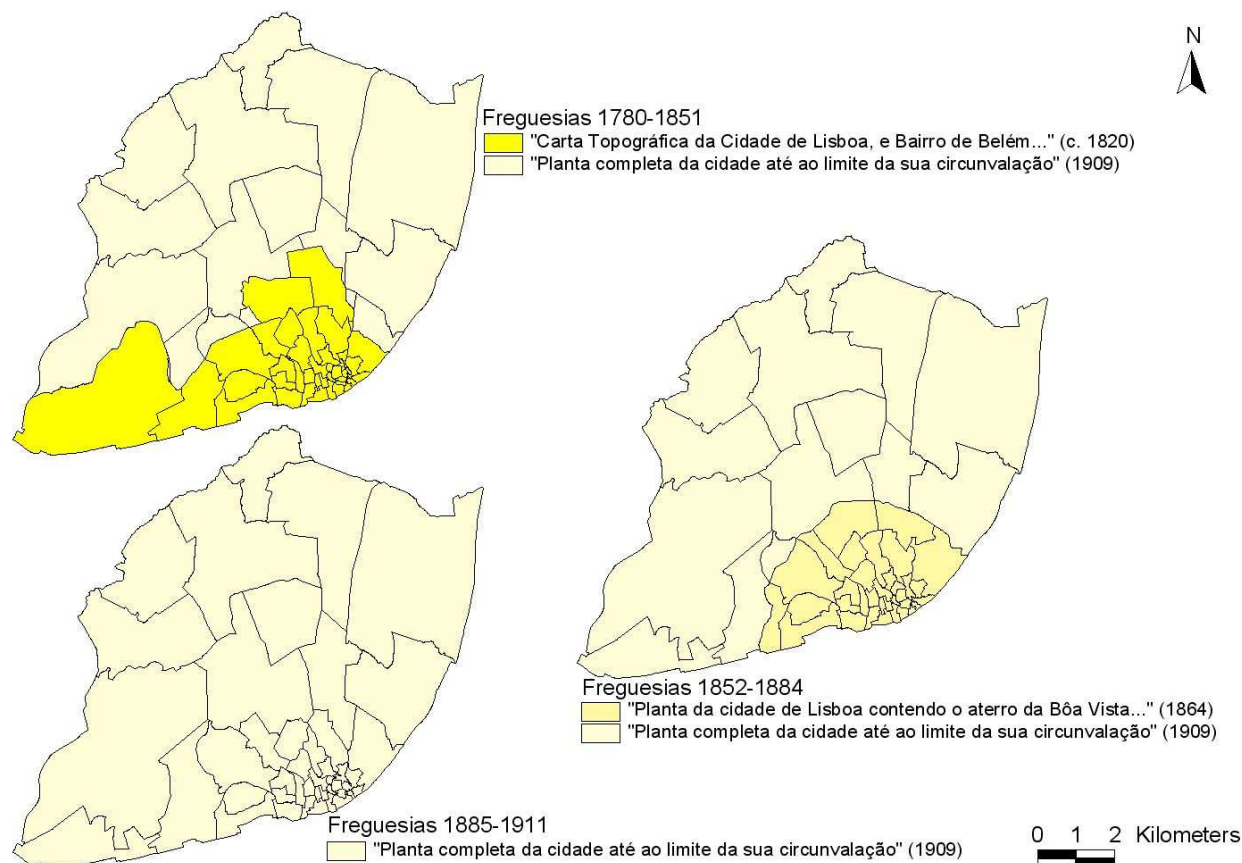 N
Freguesias 1780-1851
"Carta Topográfica da Cidade de Lisboa, e Bairro de Belém..." (c. 1820)
"Planta completa da cidade até ao limite da sua circunvalação" (1909)
Freguesias 1852-1884
"Planta da cidade de Lisboa contendo o aterro da Bôa Vista..." (1864)
"Planta completa da cidade até ao limite da sua circunvalação" (1909)
Freguesias 1885-1911
"Planta completa da cidade até ao limite da sua circunvalação" (1909)
0 1 2 Kilometers